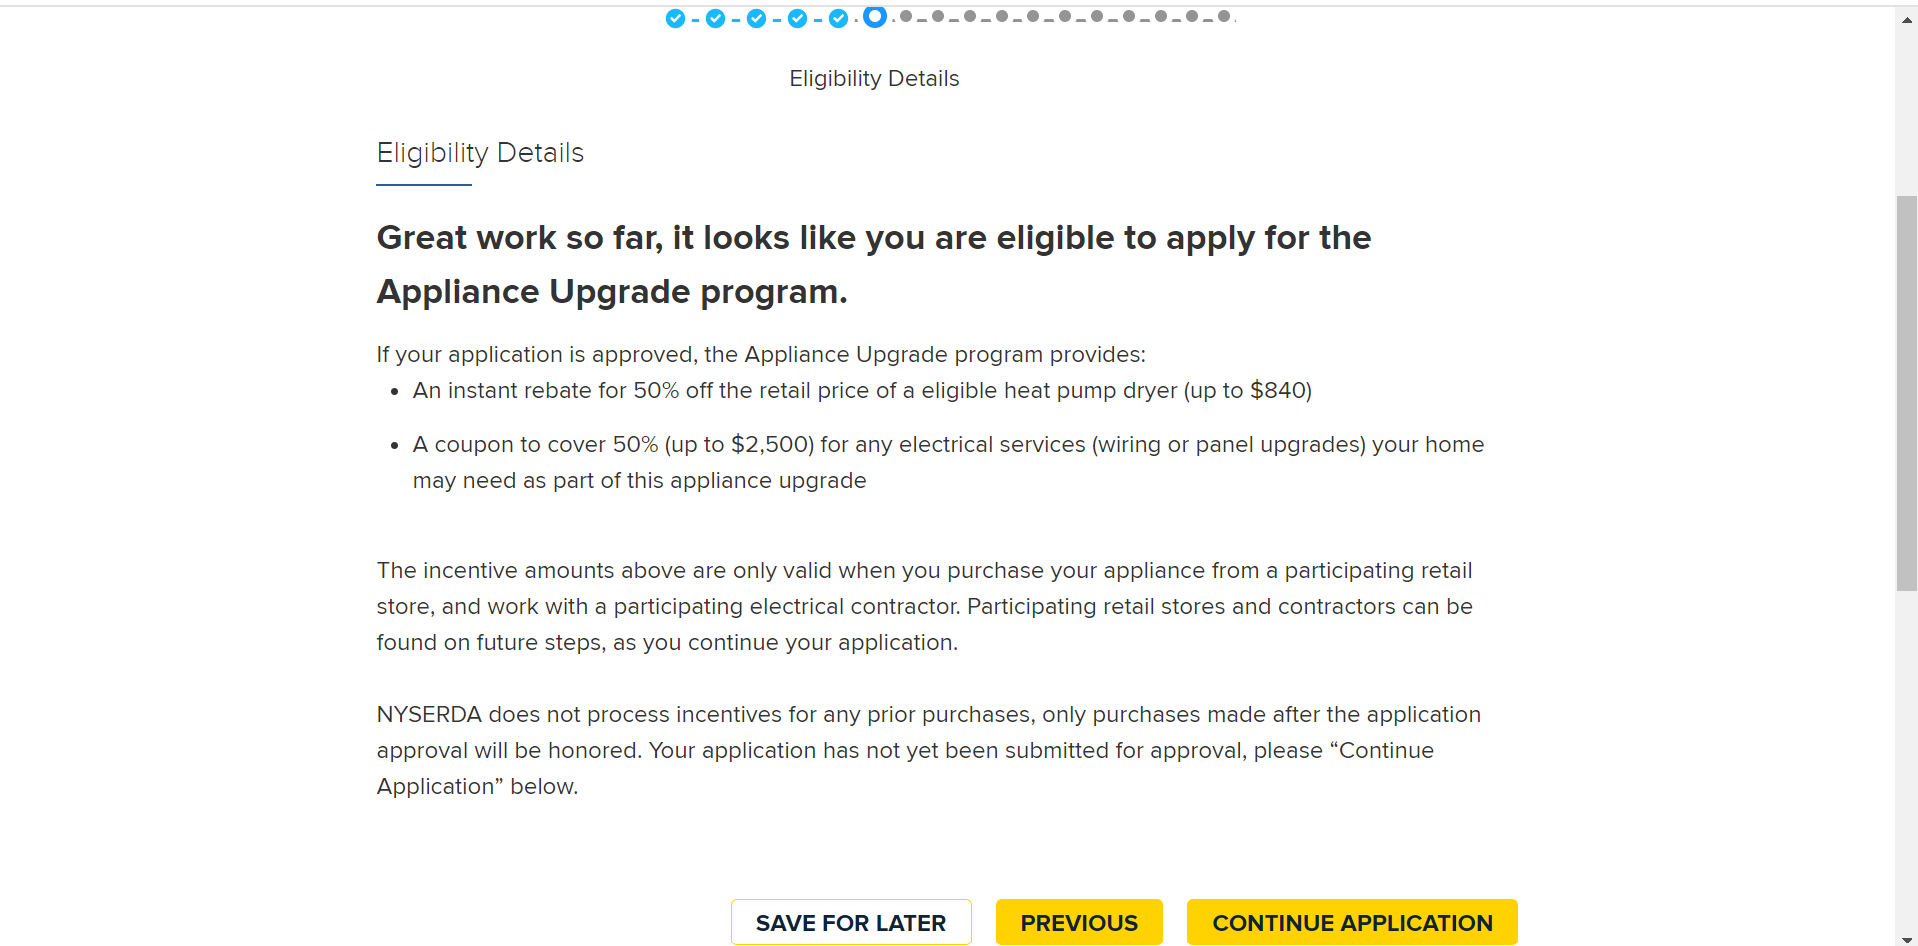 Eligibility Details
Eligibility Details
Great work so far, it looks like you are eligible to apply for the
Appliance Upgrade program.
If your application is approved, the Appliance Upgrade program provides:
• An instant rebate for 50% off the retail price of a eligible heat pump dryer (up to $840)
• A coupon to cover 50% (up to $2,500) for any electrical services (wiring or panel upgrades) your home
may need as part of this appliance upgrade
The incentive amounts above are only valid when you purchase your appliance from a participating retail
store, and work with a participating electrical contractor. Participating retail stores and contractors can be
found on future steps, as you continue your application.
NYSERDA does not process incentives for any prior purchases, only purchases made after the application
approval will be honored. Your application has not yet been submitted for approval, please “Continue
Application” below.
SAVE FOR LATER PREVIOUS CONTINUE APPLICATION